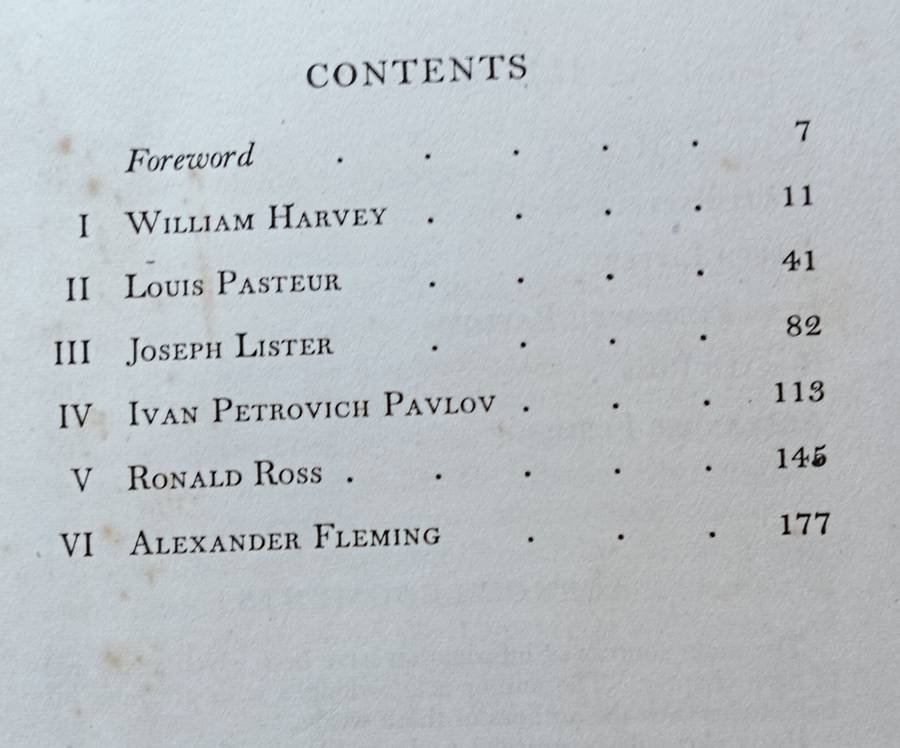 CONTENTS
Foreword . . . . . 7
I WILLIAM HARVEY . . . . 11
II LOUIS PASTEUR . . . . 41
III JOSEPH LISTER . . . . 82
IV IVAN PETROVICH PAVLOV . . . 113
V RONALD ROSS . . . . . 145
VI ALEXANDER FLEMING . . . 177